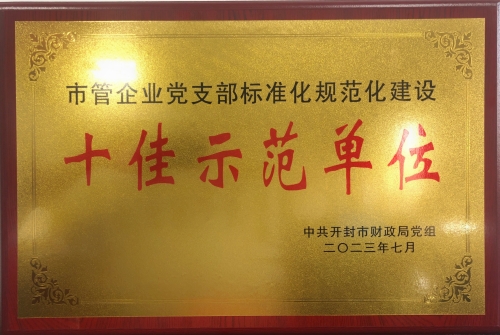 市管企业党支部标准化规范化建设
十佳示范单位
中共开封市财政局党组
二〇二三年七月